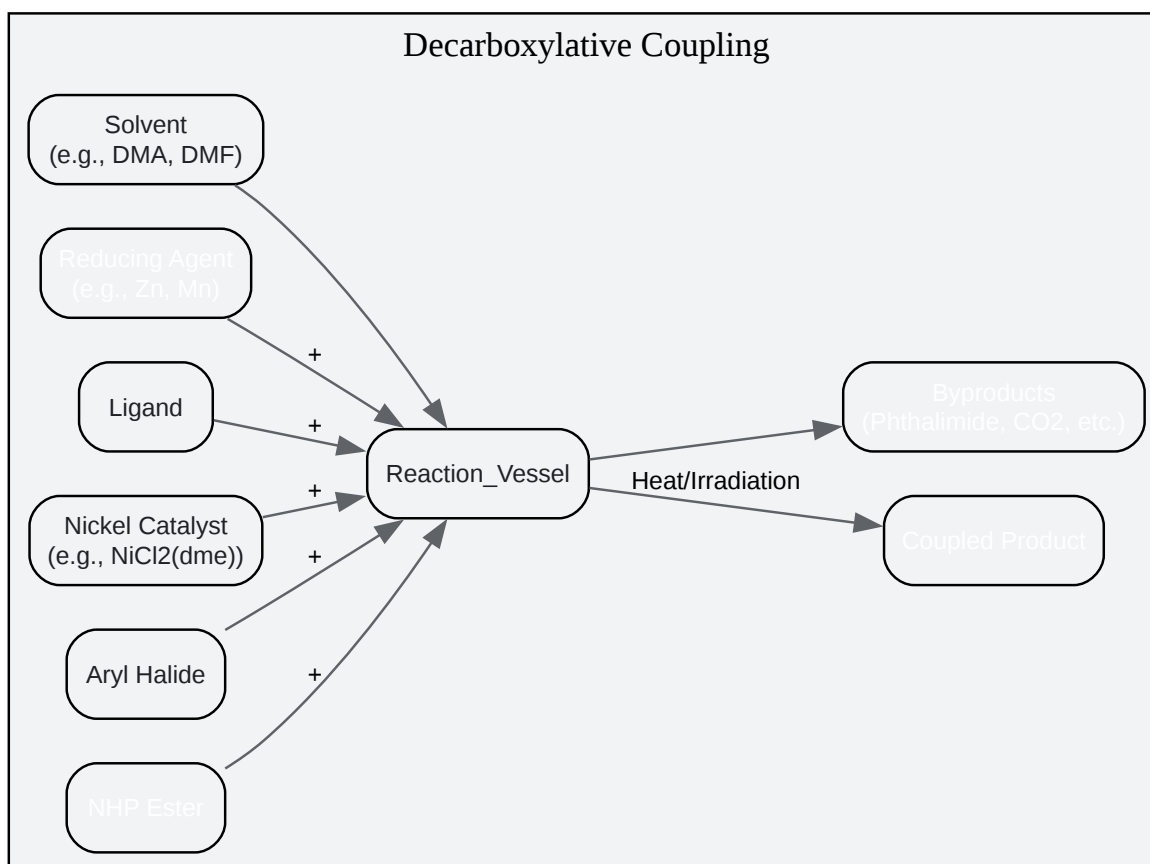 Decarboxylative Coupling
Solvent
(e.g., DMA, DMF)
Reducing Agent
(e.g., Zn, Mn)
+
Ligand
+
Nickel Catalyst
(e.g., NiCl2(dme))
+
Aryl Halide
+
NHP Ester
+
Reaction_Vessel
Heat/Irradiation
Byproducts
(Phthalimide, CO2, etc.)
Coupled Product